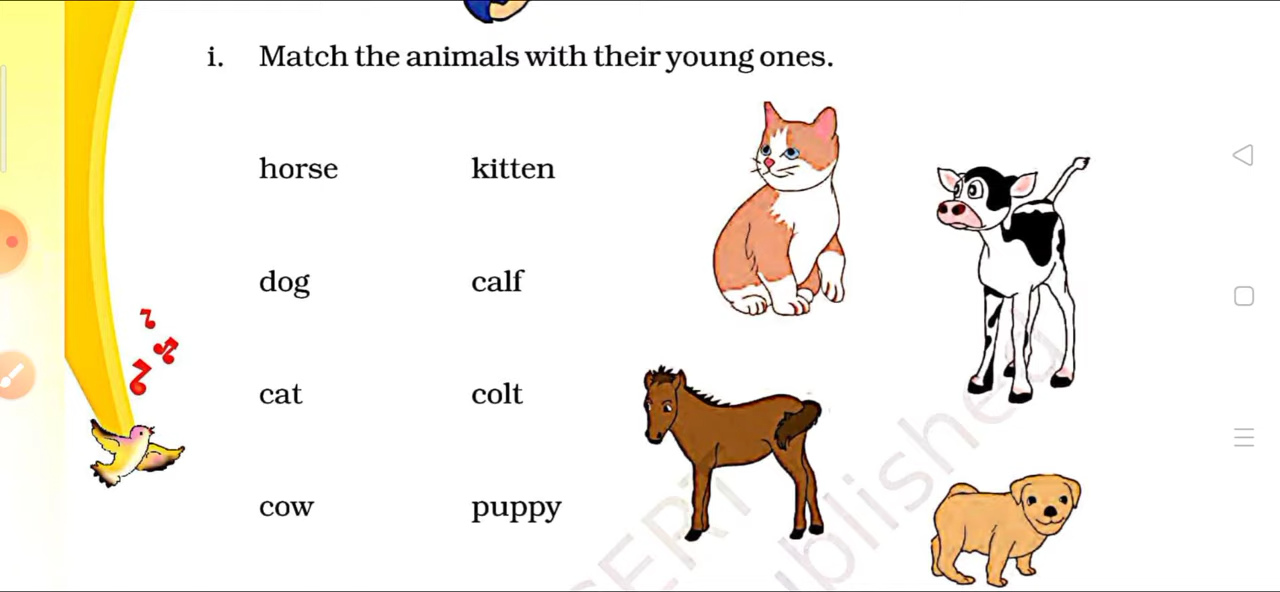 i. Match the animals with their young ones.
horse kitten
dog calf
cat colt
cow puppy